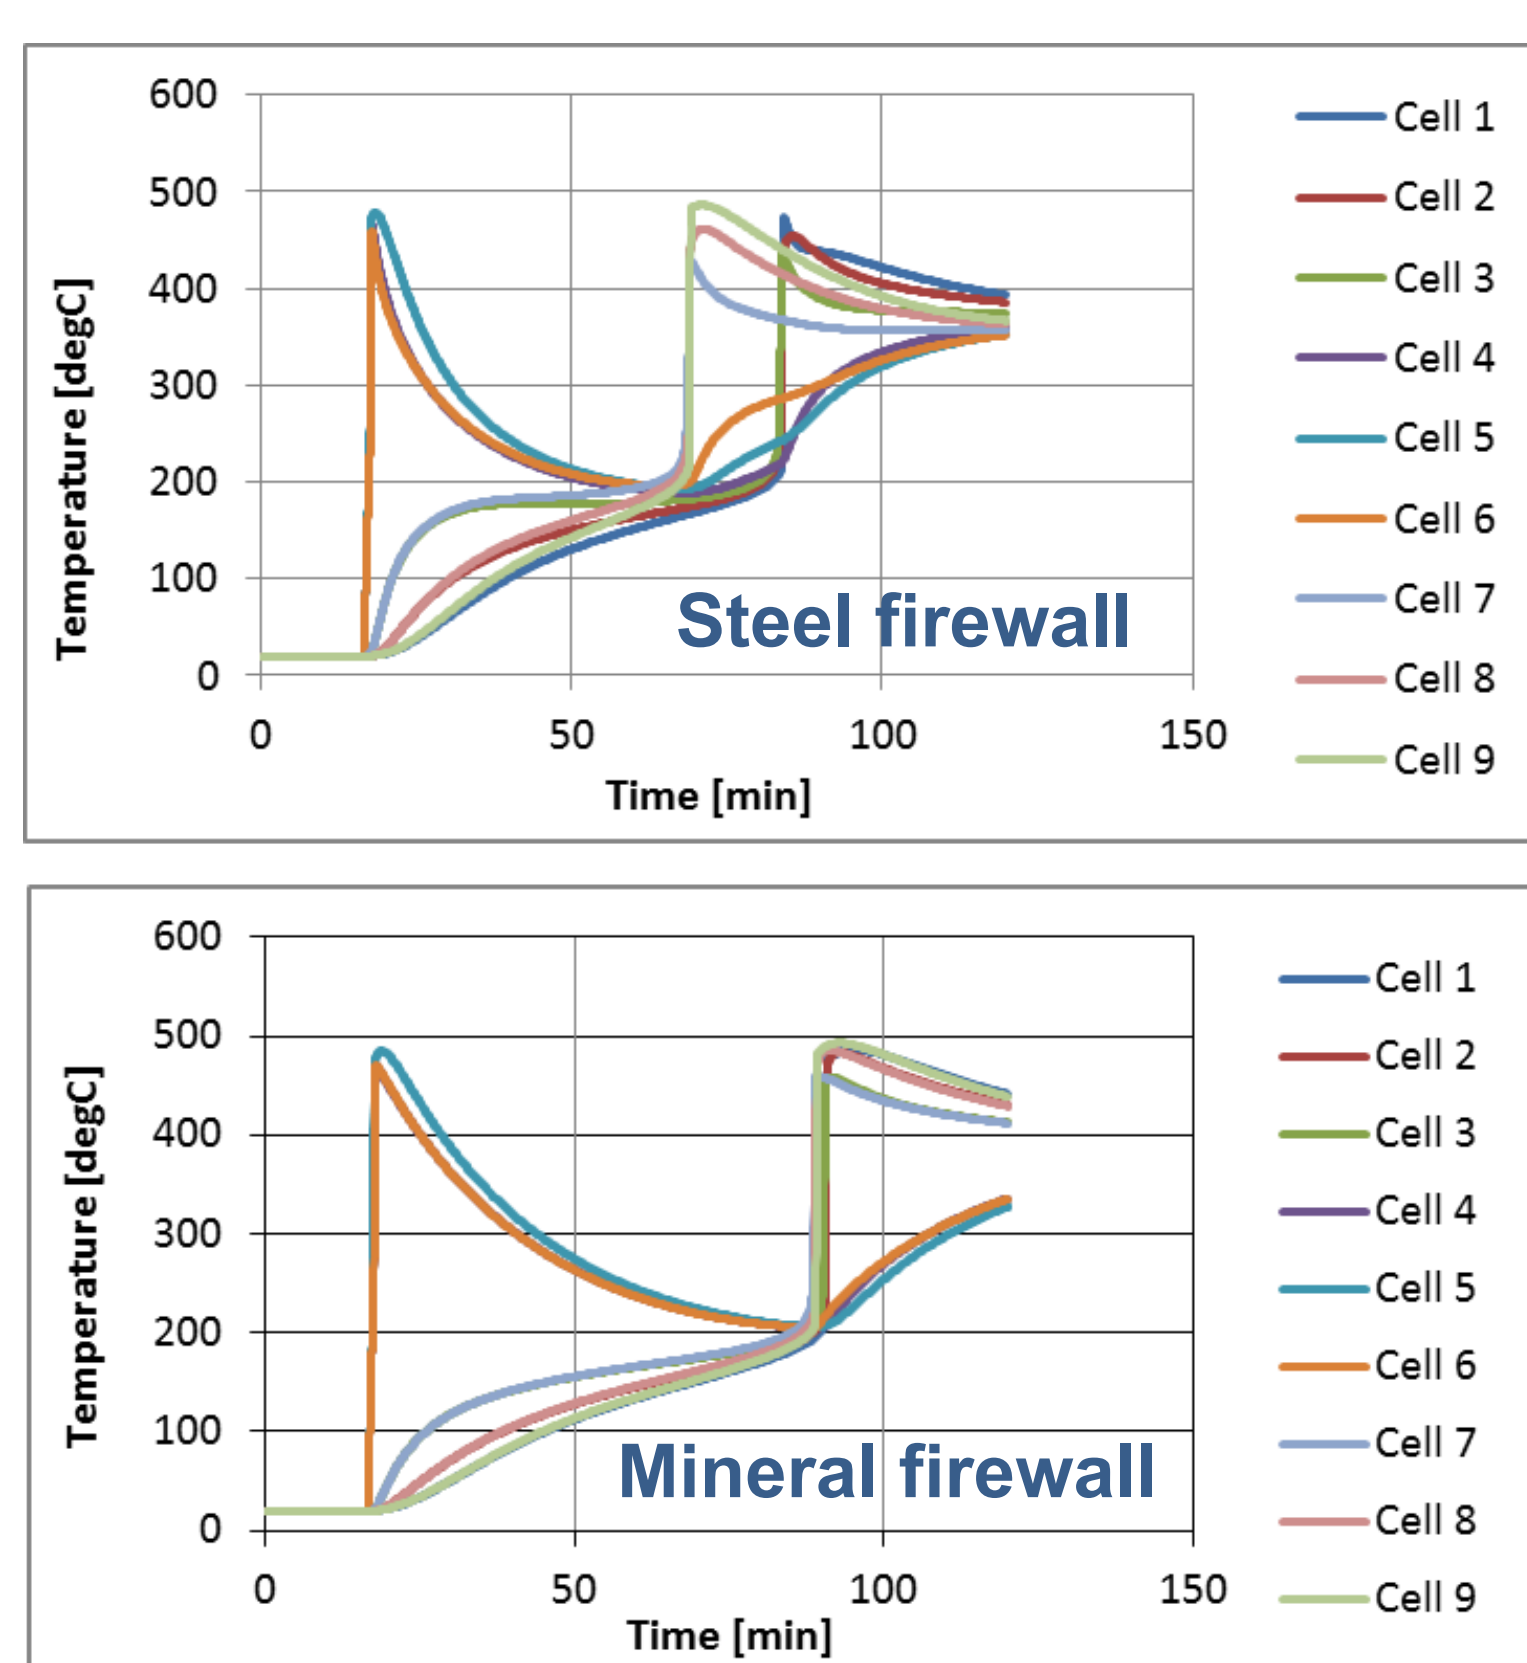 600
500
400
300
200
100
0
0 50 100 150
Temperature [degC]
Time [min]
Steel firewall
Cell 1
Cell 2
Cell 3
Cell 4
Cell 5
Cell 6
Cell 7
Cell 8
Cell 9
600
500
400
300
200
100
0
0 50 100 150
Temperature [degC]
Time [min]
Mineral firewall
Cell 1
Cell 2
Cell 3
Cell 4
Cell 5
Cell 6
Cell 7
Cell 8
Cell 9